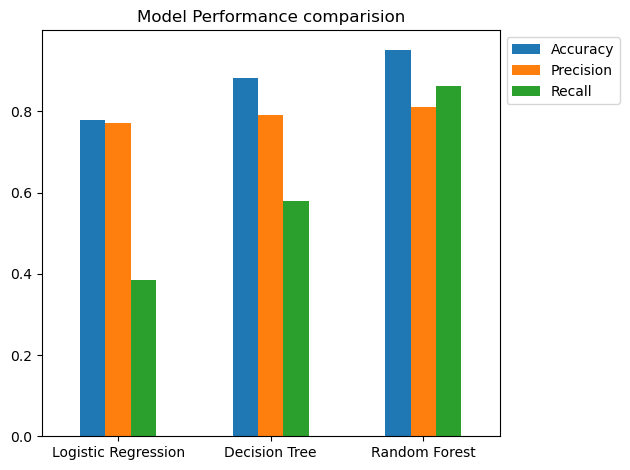 Model Performance comparision
Accuracy
Precision
Recall
0.8
0.6
0.4
0.2
0.0
Logistic Regression
Decision Tree
Random Forest